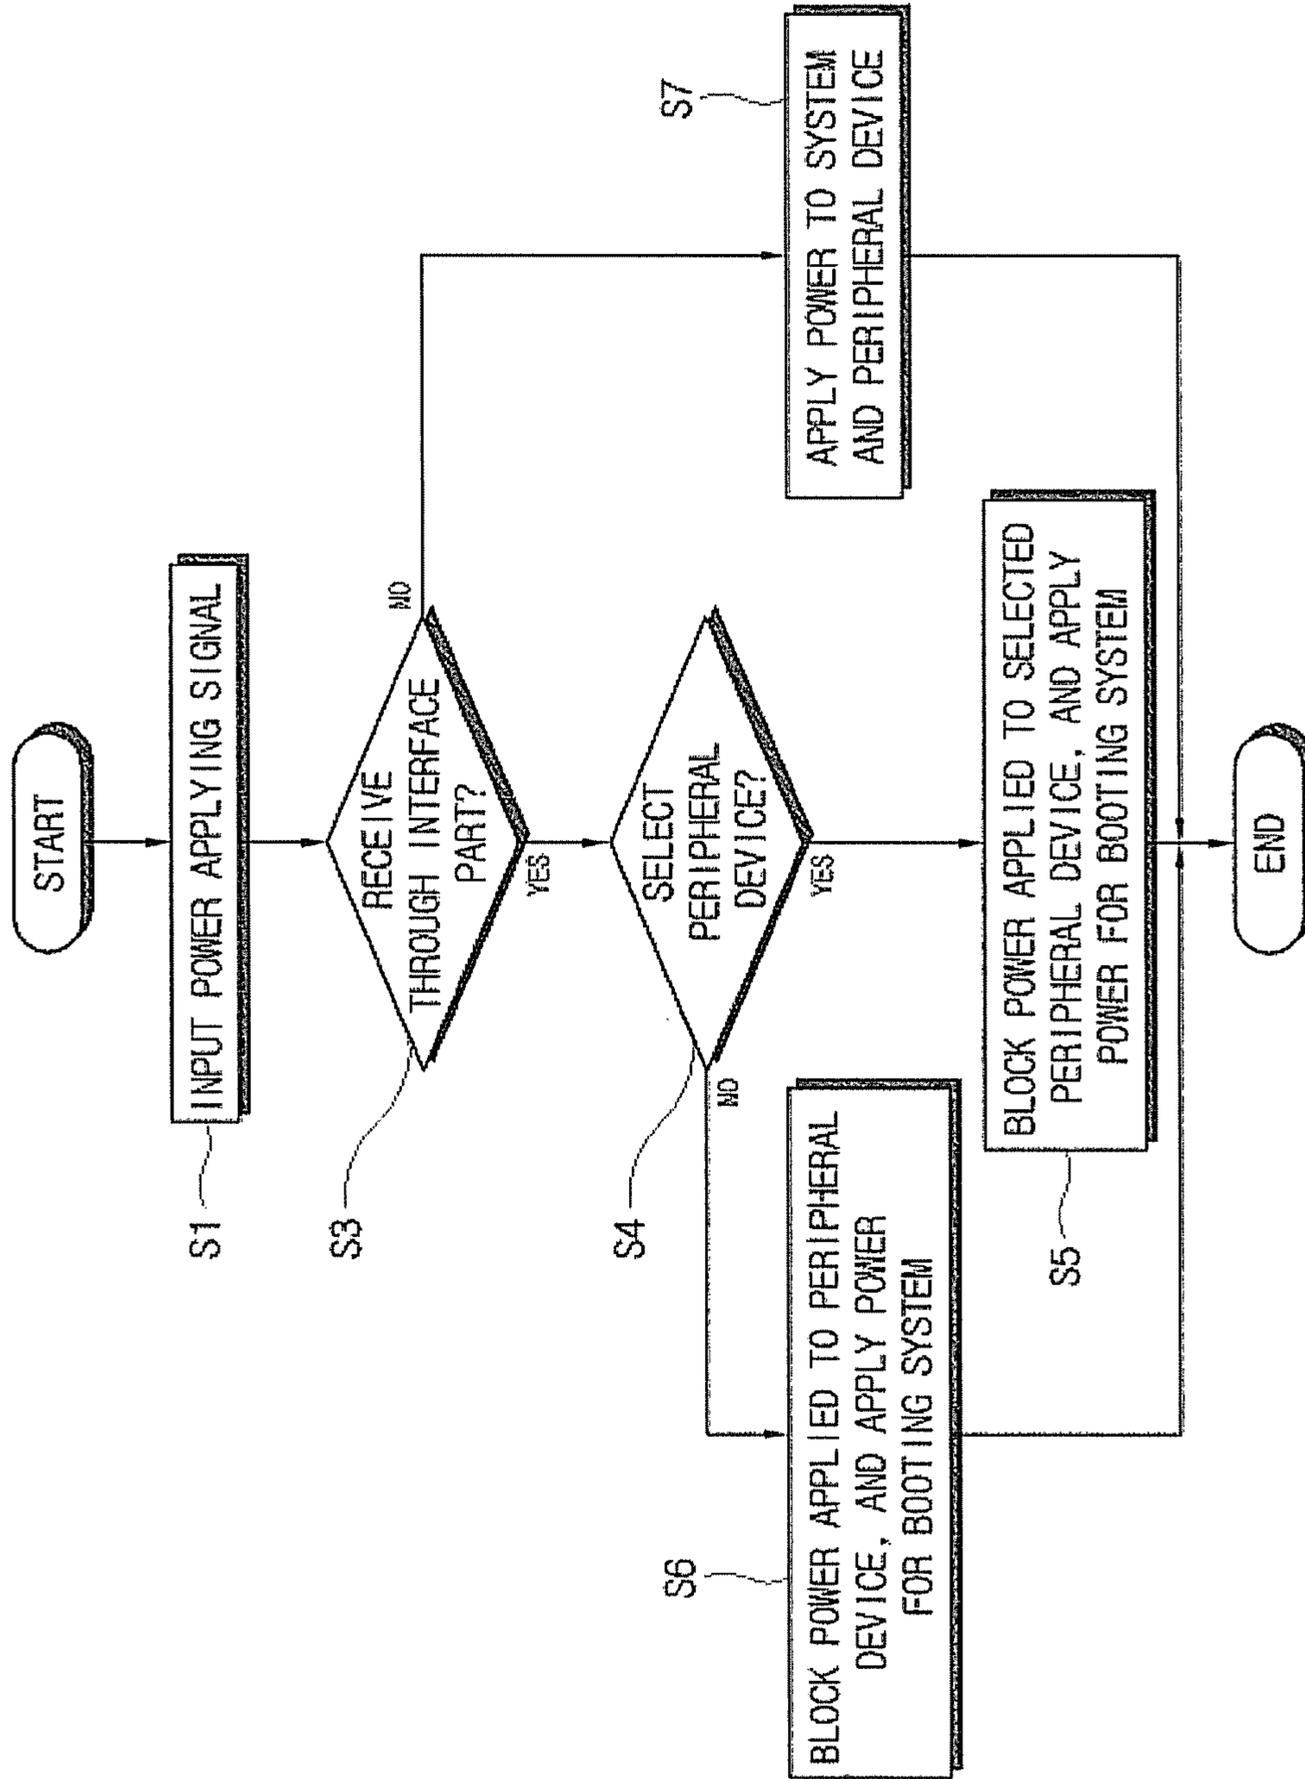 START
S1
INPUT POWER APPLYING SIGNAL
S3
RECEIVE
THROUGH INTERFACE
PART?
NO
YES
S4
SELECT
PERIPHERAL
DEVICE?
NO
YES
S6
BLOCK POWER APPLIED TO PERIPHERAL
DEVICE, AND APPLY POWER
FOR BOOTING SYSTEM
S7
APPLY POWER TO SYSTEM
AND PERIPHERAL DEVICE
S5
BLOCK POWER APPLIED TO SELECTED
PERIPHERAL DEVICE, AND APPLY
POWER FOR BOOTING SYSTEM
END